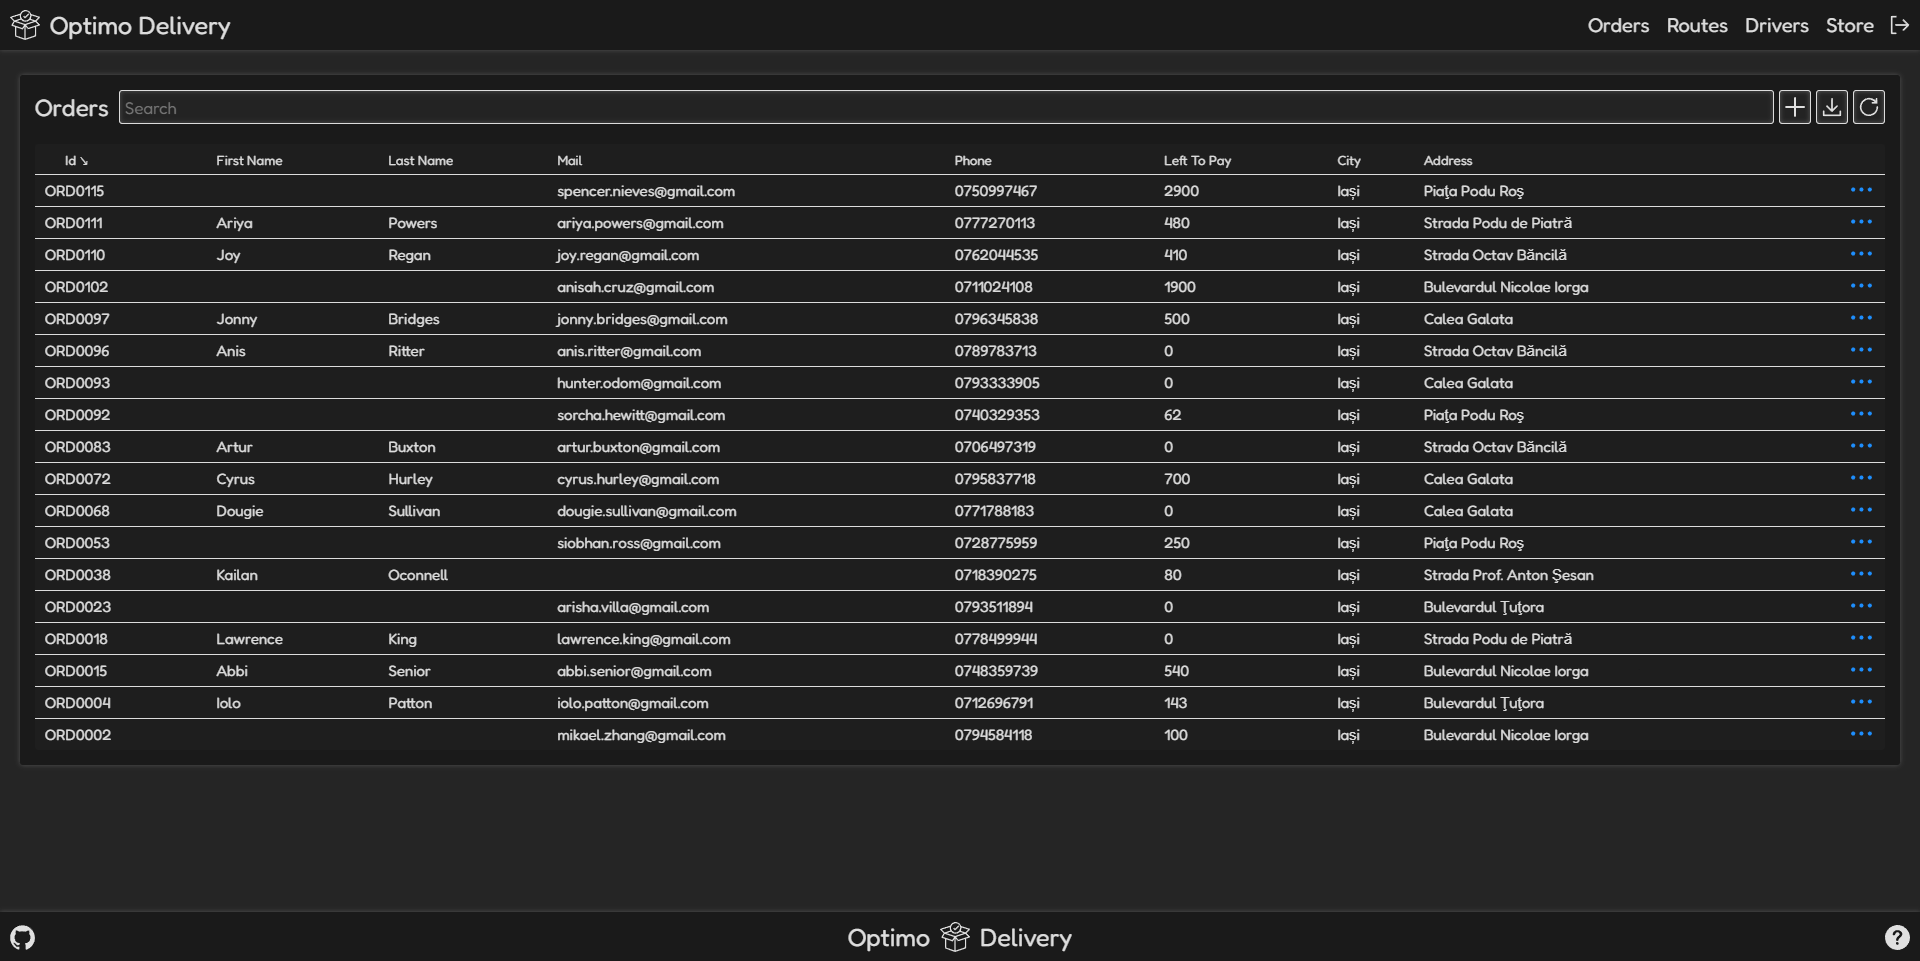 Optimo Delivery Orders Routes Drivers Store
Orders Search
Id ↘ First Name Last Name Mail Phone Left To Pay City Address
ORD0115 spencer.nieves@gmail.com 0750997467 2900 Iași Piaţa Podu Roş
ORD0111 Ariya Powers ariya.powers@gmail.com 0777270113 480 Iași Strada Podu de Piatră
ORD0110 Joy Regan joy.regan@gmail.com 0762044535 410 Iași Strada Octav Băncilă
ORD0102 anisah.cruz@gmail.com 0711024108 1900 Iași Bulevardul Nicolae Iorga
ORD0097 Jonny Bridges jonny.bridges@gmail.com 0796345838 500 Iași Calea Galata
ORD0096 Anis Ritter anis.ritter@gmail.com 0789783713 0 Iași Strada Octav Băncilă
ORD0093 hunter.odom@gmail.com 0793333905 0 Iași Calea Galata
ORD0092 sorcha.hewitt@gmail.com 0740329353 62 Iași Piaţa Podu Roş
ORD0083 Artur Buxton artur.buxton@gmail.com 0706497319 0 Iași Strada Octav Băncilă
ORD0072 Cyrus Hurley cyrus.hurley@gmail.com 0795837718 700 Iași Calea Galata
ORD0068 Dougie Sullivan dougie.sullivan@gmail.com 0771788183 0 Iași Calea Galata
ORD0053 siobhan.ross@gmail.com 0728775959 250 Iași Piaţa Podu Roş
ORD0038 Kailan Oconnell 0718390275 80 Iași Strada Prof. Anton Şesan
ORD0023 arisha.villa@gmail.com 0793511894 0 Iași Bulevardul Ţuţora
ORD0018 Lawrence King lawrence.king@gmail.com 0778499944 0 Iași Strada Podu de Piatră
ORD0015 Abbi Senior abbi.senior@gmail.com 0748359739 540 Iași Bulevardul Nicolae Iorga
ORD0004 Iolo Patton iolo.patton@gmail.com 0712696791 143 Iași Bulevardul Ţuţora
ORD0002 mikael.zhang@gmail.com 0794584118 100 Iași Bulevardul Nicolae Iorga
Optimo Delivery ?